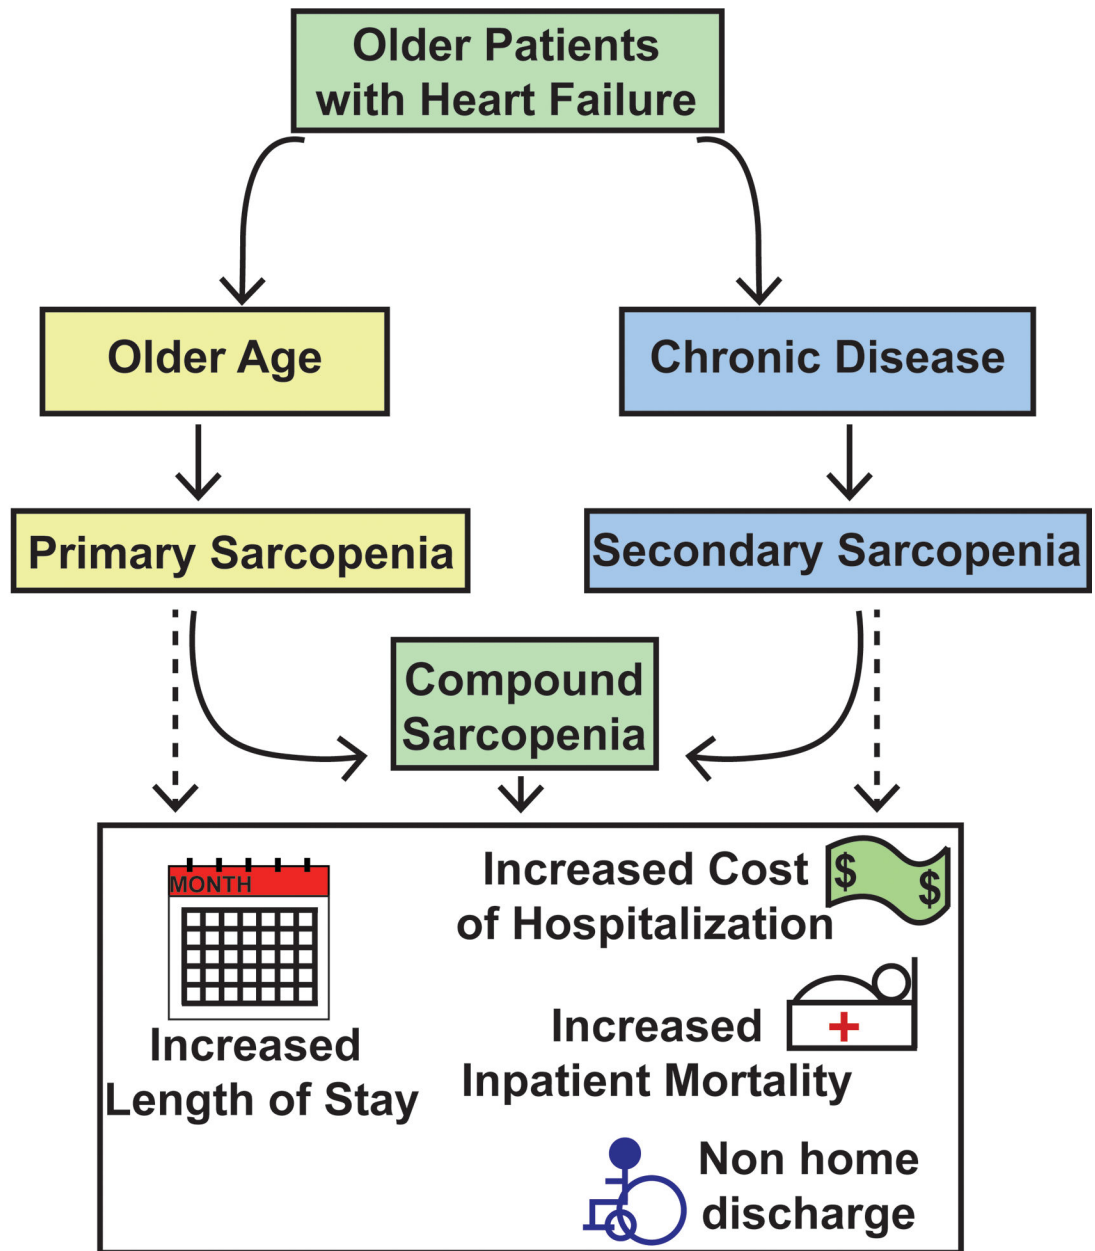 Older Patients
with Heart Failure
Older Age
Chronic Disease
Primary Sarcopenia
Secondary Sarcopenia
Compound
Sarcopenia
MONTH
Increased
Length of Stay
Increased Cost
of Hospitalization
$
$
Increased
Inpatient Mortality
Non home
discharge